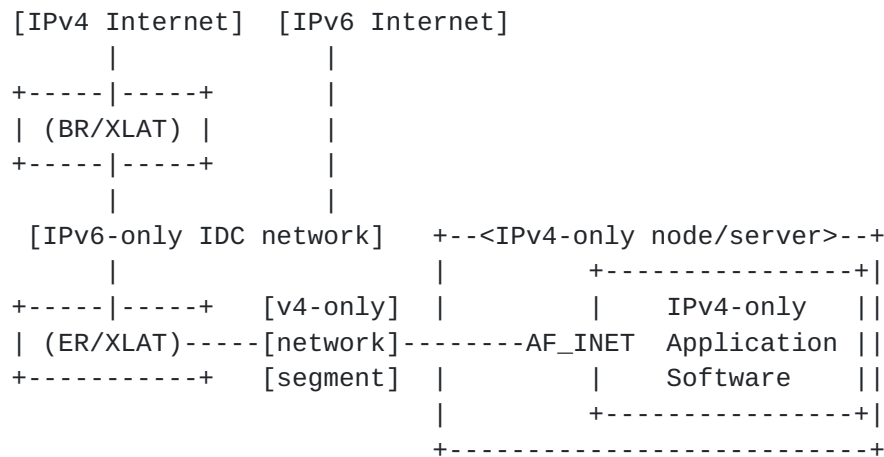 [IPv4 Internet]  [IPv6 Internet]
      |             |
+-----|-----+       |
| (BR/XLAT) |       |
+-----|-----+       |
      |             |
 [IPv6-only IDC network]   +--<IPv4-only node/server>--+
      |                    |         +----------------+|
+-----|-----+   [v4-only]  |         |    IPv4-only   ||
| (ER/XLAT)-----[network]--------AF_INET  Application ||
+-----------+   [segment]  |         |    Software    ||
                           |         +----------------+|
                           +---------------------------+